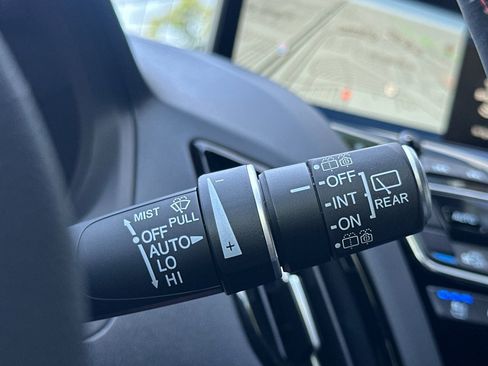 MIST
PULL
OFF
AUTO
LO
HI
−
+
OFF
INT
ON
REAR